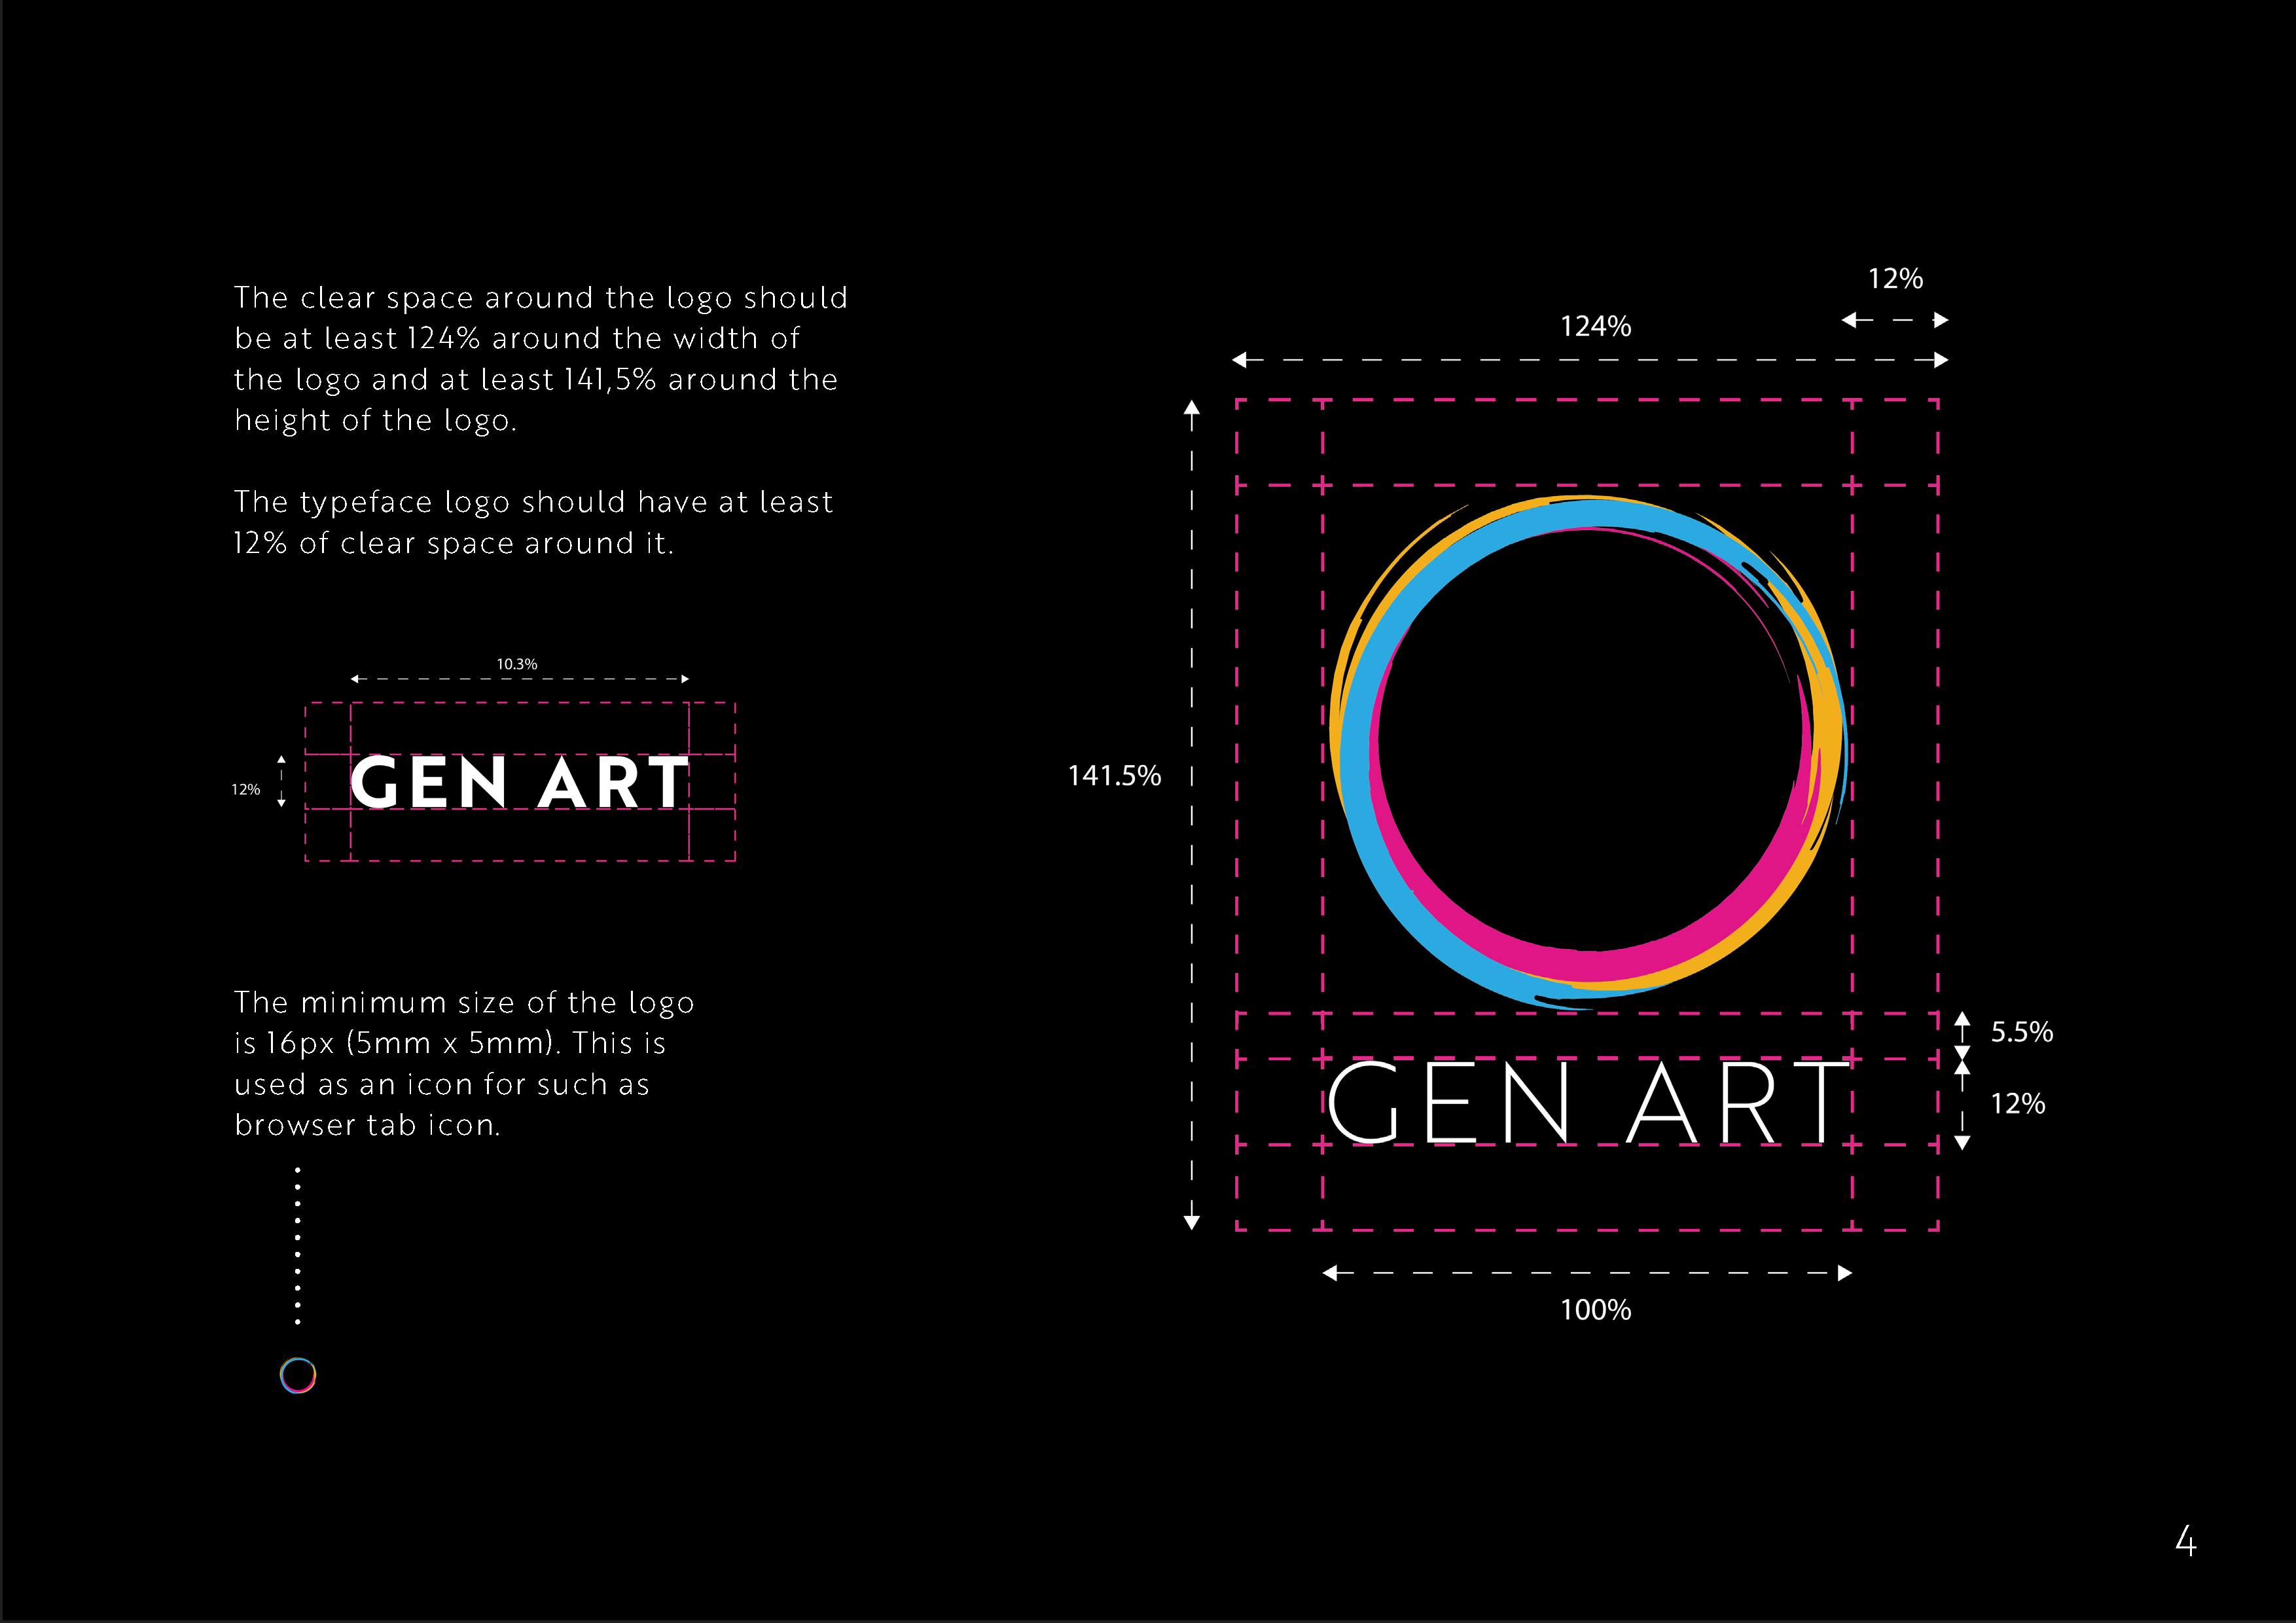 The clear space around the logo should
be at least 124% around the width of
the logo and at least 141,5% around the
height of the logo.
The typeface logo should have at least
12% of clear space around it.
10.3%
12%
GEN ART
The minimum size of the logo
is 16px (5mm x 5mm). This is
used as an icon for such as
browser tab icon.
12%
124%
141.5%
5.5%
GEN ART
12%
100%
4